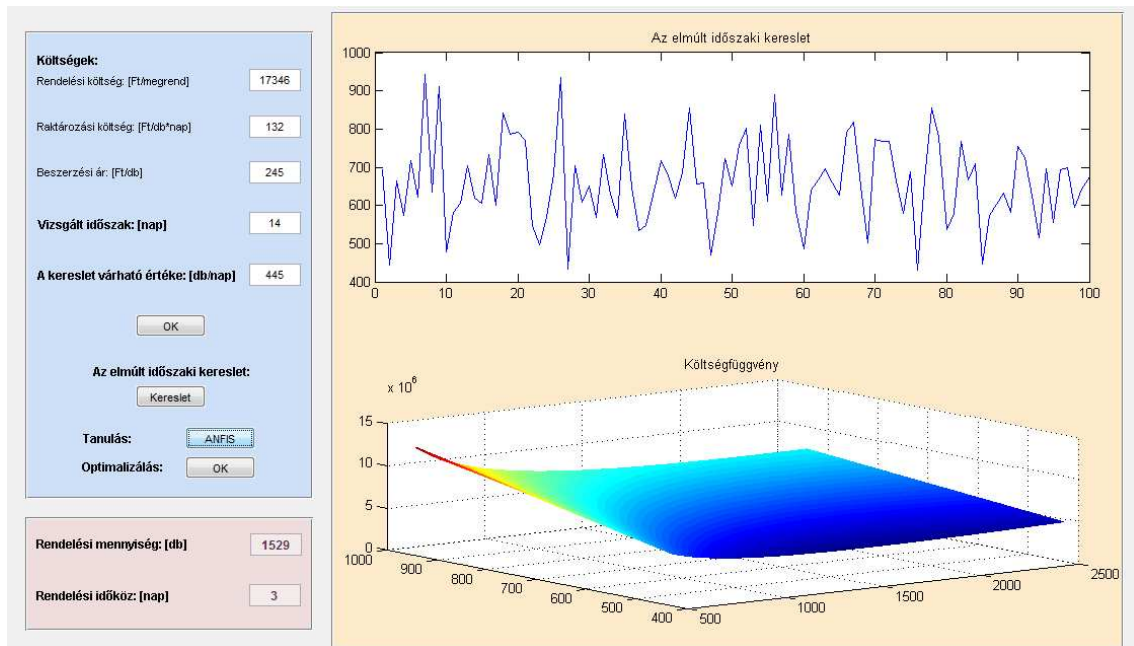 Költségek:
Rendelési költség: [Ft/megrend] 17346
Raktározási költség: [Ft/db*nap] 132
Beszerzési ár: [Ft/db] 245
Vizsgált időszak: [nap] 14
A kereslet várható értéke: [db/nap] 445
OK
Az elmúlt időszaki kereslet:
Kereslet
Tanulás: ANFIS
Optimalizálás: OK
Rendelési mennyiség: [db] 1529
Rendelési időköz: [nap] 3
Az elmúlt időszaki kereslet
1000
900
800
700
600
500
400
0 10 20 30 40 50 60 70 80 90 100
Költségfüggvény
x 10^6
15
10
5
0
1000 900 800 700 600 500 400
500 1000 1500 2000 2500